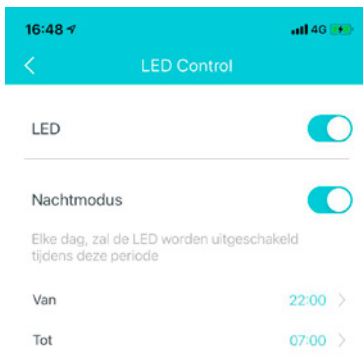 16:48 4G
LED Control
LED
Nachtmodus
Elke dag, zal de LED worden uitgeschakeld
tijdens deze periode
Van 22:00
Tot 07:00